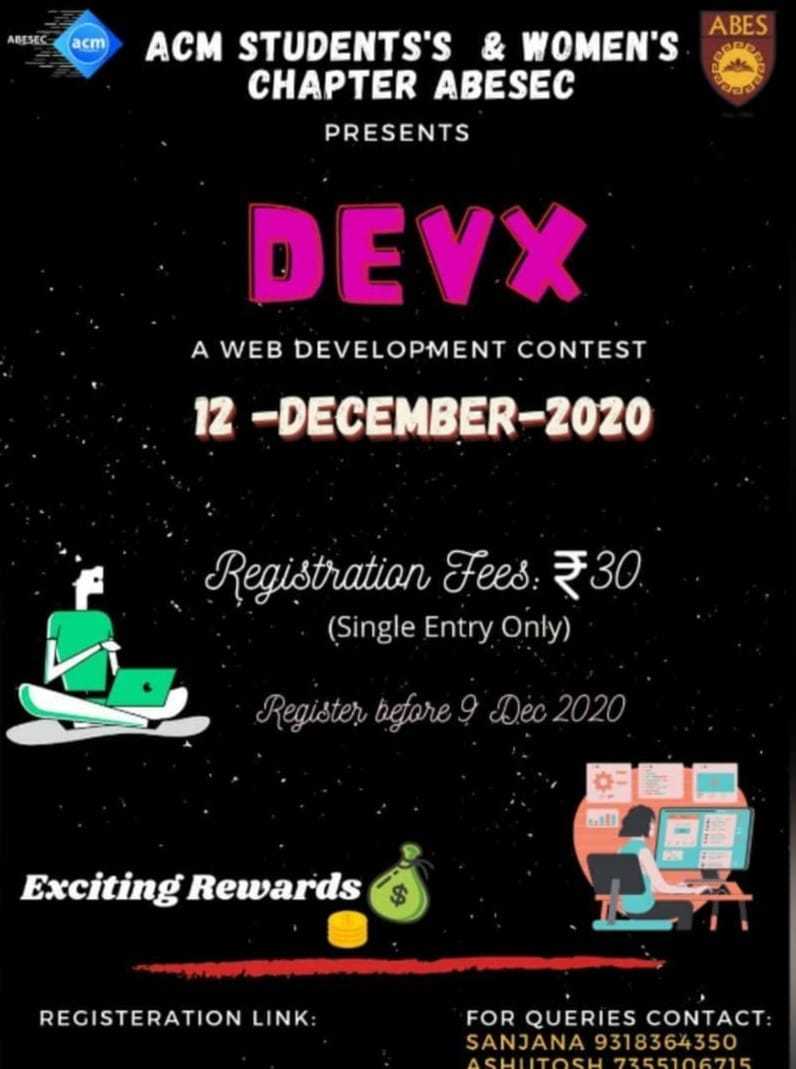 ABESEC
acm
ABES
ACM STUDENTS'S & WOMEN'S
CHAPTER ABESEC
PRESENTS
DEVX
A WEB DEVELOPMENT CONTEST
12 -DECEMBER-2020
Registration Fees: ₹30
(Single Entry Only)
Register before 9 Dec 2020
Exciting Rewards
$
REGISTERATION LINK:
FOR QUERIES CONTACT:
SANJANA 9318364350
ASHUTOSH 7355106715